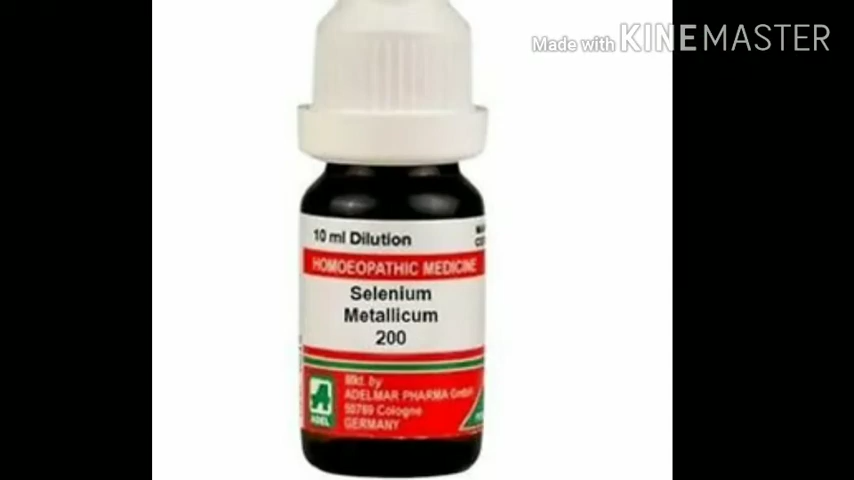 Made with KINEMASTER
10 ml Dilution
HOMOEOPATHIC MEDICINE
Selenium
Metallicum
200
Mkt. by
ADELMAR PHARMA GmbH
50769 Cologne
GERMANY
ADEL